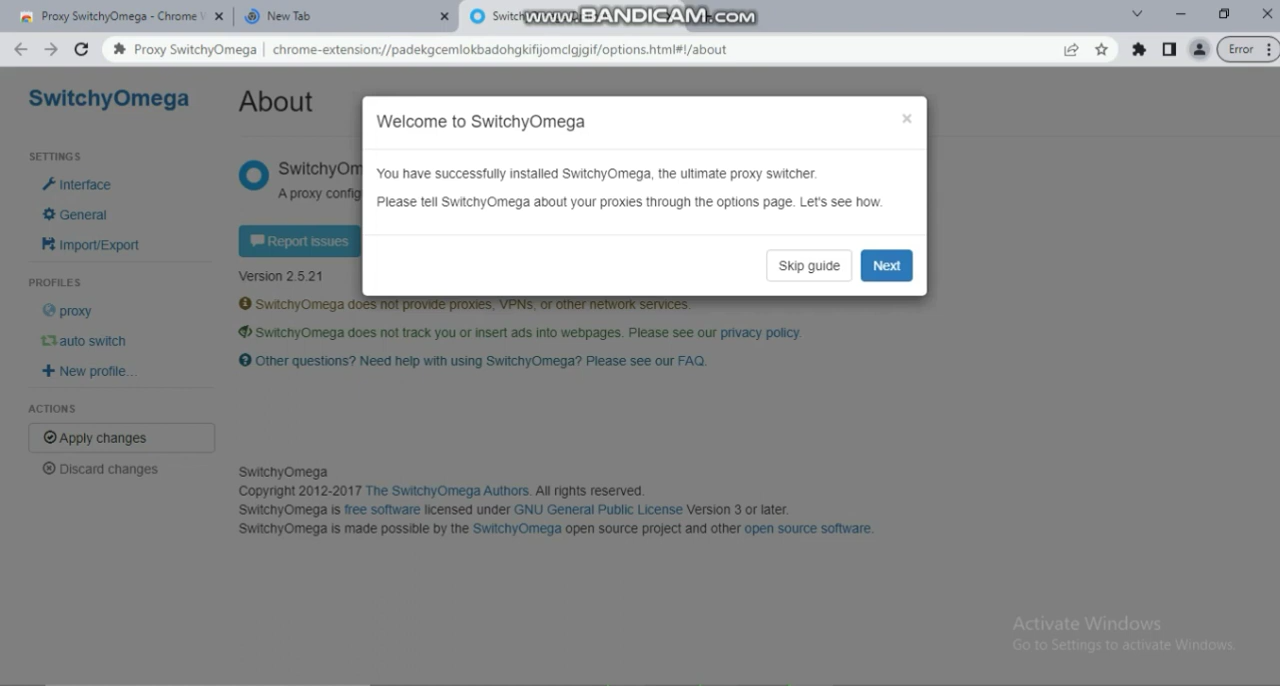 Proxy SwitchyOmega - Chrome
New Tab
Switch
www.BANDICAM.com
Proxy SwitchyOmega
chrome-extension://padekgcemlokbadohgkifijomclgjgif/options.html#!/about
Error
SwitchyOmega
About
Welcome to SwitchyOmega
×
SETTINGS
SwitchyOm
You have successfully installed SwitchyOmega, the ultimate proxy switcher.
Interface
A proxy config
Please tell SwitchyOmega about your proxies through the options page. Let's see how.
General
Import/Export
Report issues
Skip guide
Next
Version 2.5.21
PROFILES
SwitchyOmega does not provide proxies, VPNs, or other network services.
proxy
SwitchyOmega does not track you or insert ads into webpages. Please see our privacy policy.
auto switch
Other questions? Need help with using SwitchyOmega? Please see our FAQ.
New profile...
ACTIONS
Apply changes
Discard changes
SwitchyOmega
Copyright 2012-2017 The SwitchyOmega Authors. All rights reserved.
SwitchyOmega is free software licensed under GNU General Public License Version 3 or later.
SwitchyOmega is made possible by the SwitchyOmega open source project and other open source software.
Activate Windows
Go to Settings to activate Windows.